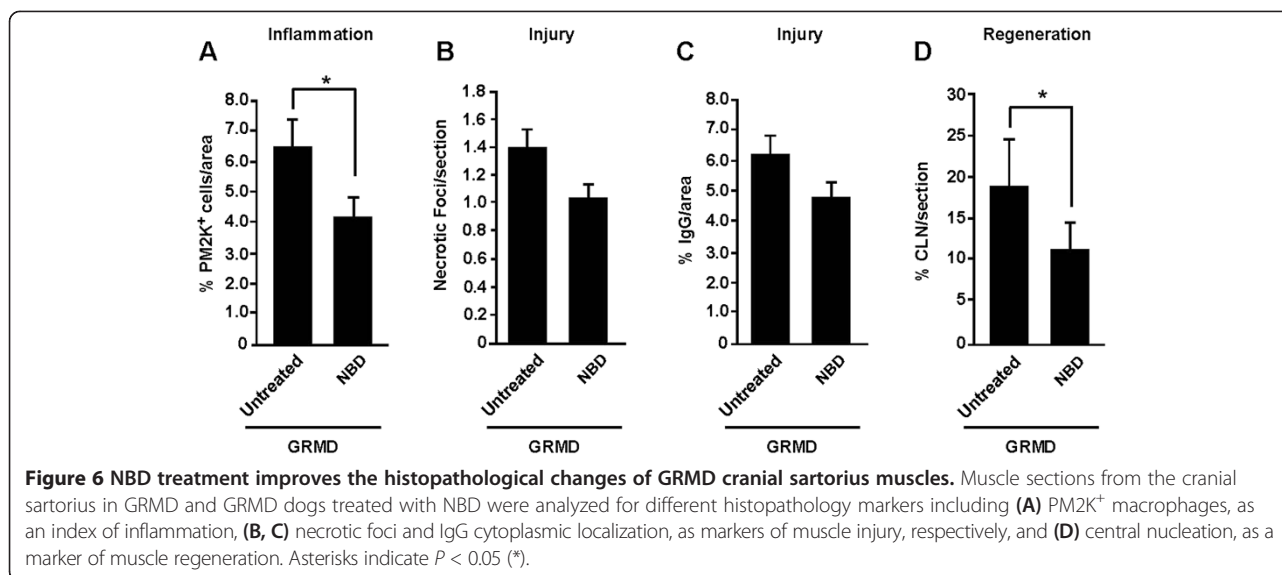 A Inflammation
% PM2K⁺ cells/area
8.0
7.0
6.0
5.0
4.0
3.0
2.0
1.0
0
*
Untreated
NBD
GRMD
B Injury
Necrotic Foci/section
1.8
1.6
1.4
1.2
1.0
0.8
0.6
0.4
0.2
0
Untreated
NBD
GRMD
C Injury
% IgG/area
8.0
7.0
6.0
5.0
4.0
3.0
2.0
1.0
0
Untreated
NBD
GRMD
D Regeneration
% CLN/section
30
25
20
15
10
5
0
*
Untreated
NBD
GRMD
Figure 6 NBD treatment improves the histopathological changes of GRMD cranial sartorius muscles. Muscle sections from the cranial
sartorius in GRMD and GRMD dogs treated with NBD were analyzed for different histopathology markers including (A) PM2K⁺ macrophages, as
an index of inflammation, (B, C) necrotic foci and IgG cytoplasmic localization, as markers of muscle injury, respectively, and (D) central nucleation, as a
marker of muscle regeneration. Asterisks indicate P < 0.05 (*).